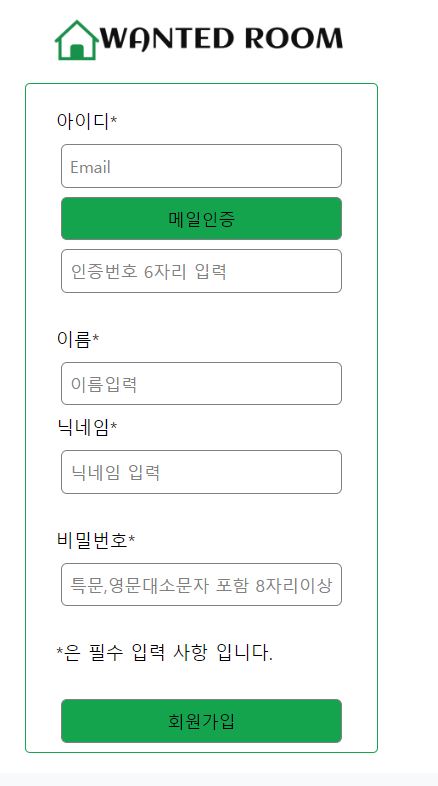 WANTED ROOM
아이디*
Email
메일인증
인증번호 6자리 입력
이름*
이름입력
닉네임*
닉네임 입력
비밀번호*
특문,영문대소문자 포함 8자리이상
*은 필수 입력 사항 입니다.
회원가입